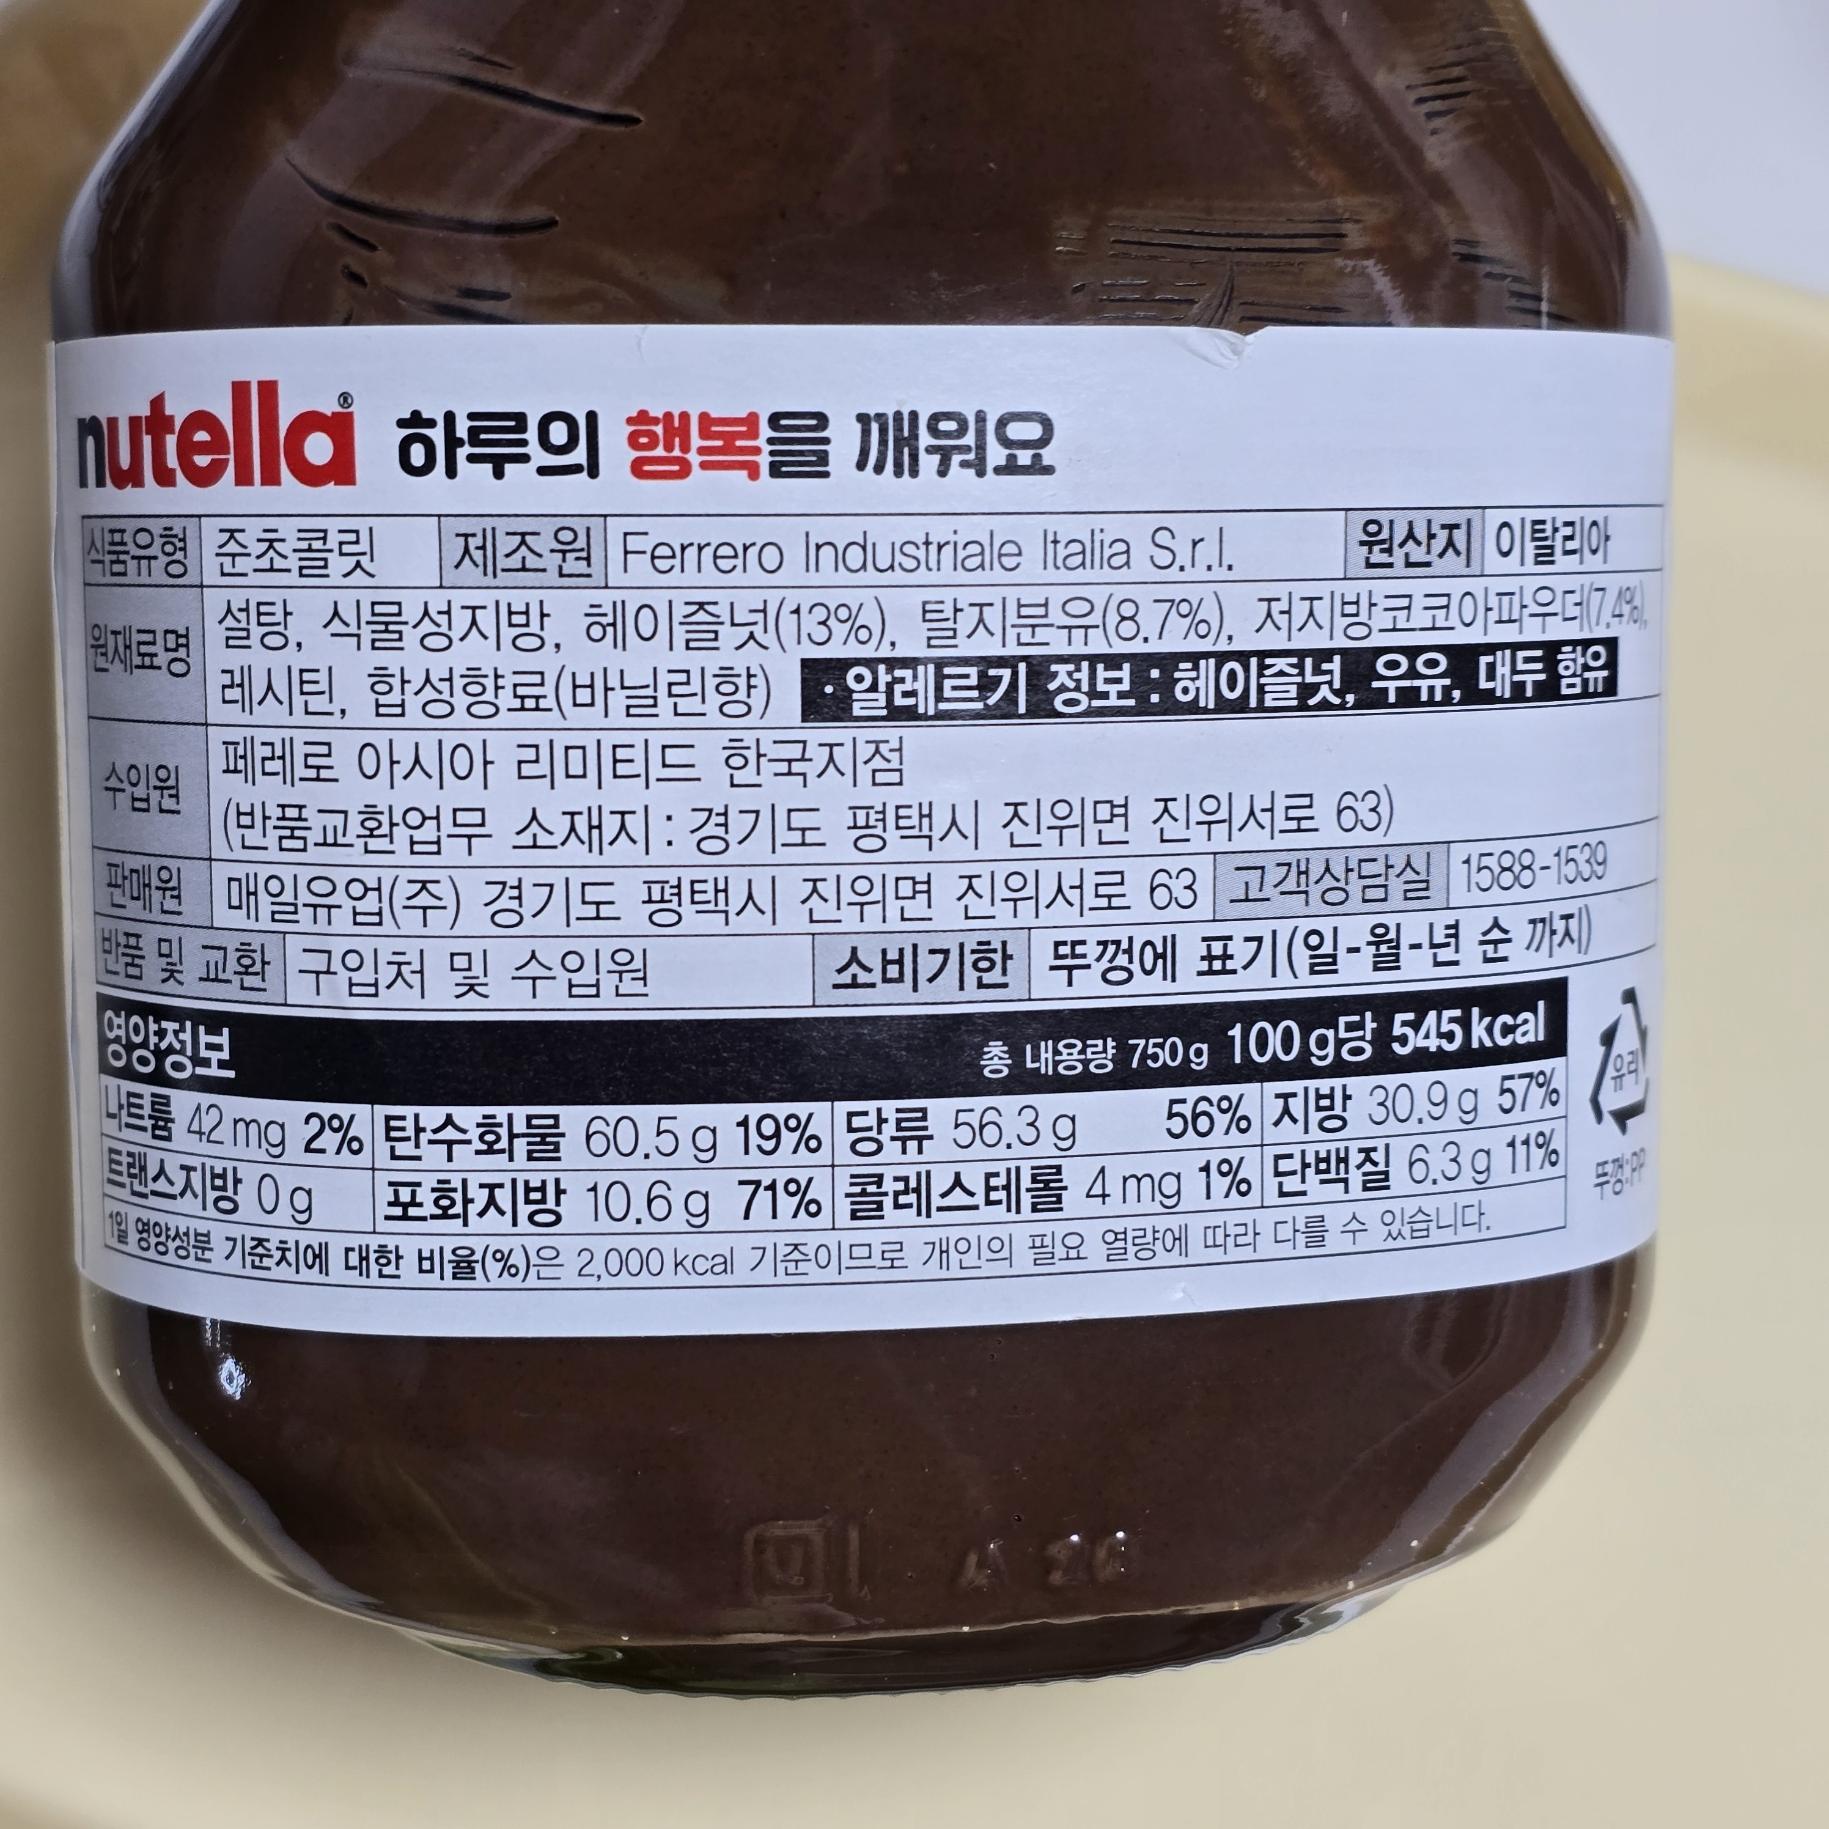 nutella® 하루의 행복을 깨워요
식품유형 준초콜릿 제조원 Ferrero Industriale Italia S.r.l. 원산지 이탈리아
원재료명 설탕, 식물성지방, 헤이즐넛(13%), 탈지분유(8.7%), 저지방코코아파우더(7.4%),
레시틴, 합성향료(바닐린향) ·알레르기 정보 : 헤이즐넛, 우유, 대두 함유
수입원 페레로 아시아 리미티드 한국지점
(반품교환업무 소재지 : 경기도 평택시 진위면 진위서로 63)
판매원 매일유업(주) 경기도 평택시 진위면 진위서로 63 고객상담실 1588-1539
반품 및 교환 구입처 및 수입원 소비기한 뚜껑에 표기(일-월-년 순 까지)
영양정보 총 내용량 750 g 100 g당 545 kcal
나트륨 42 mg 2% 탄수화물 60.5 g 19% 당류 56.3 g 56% 지방 30.9 g 57%
트랜스지방 0 g 포화지방 10.6 g 71% 콜레스테롤 4 mg 1% 단백질 6.3 g 11%
1일 영양성분 기준치에 대한 비율(%)은 2,000 kcal 기준이므로 개인의 필요 열량에 따라 다를 수 있습니다.
유리
뚜껑:PP
A 26